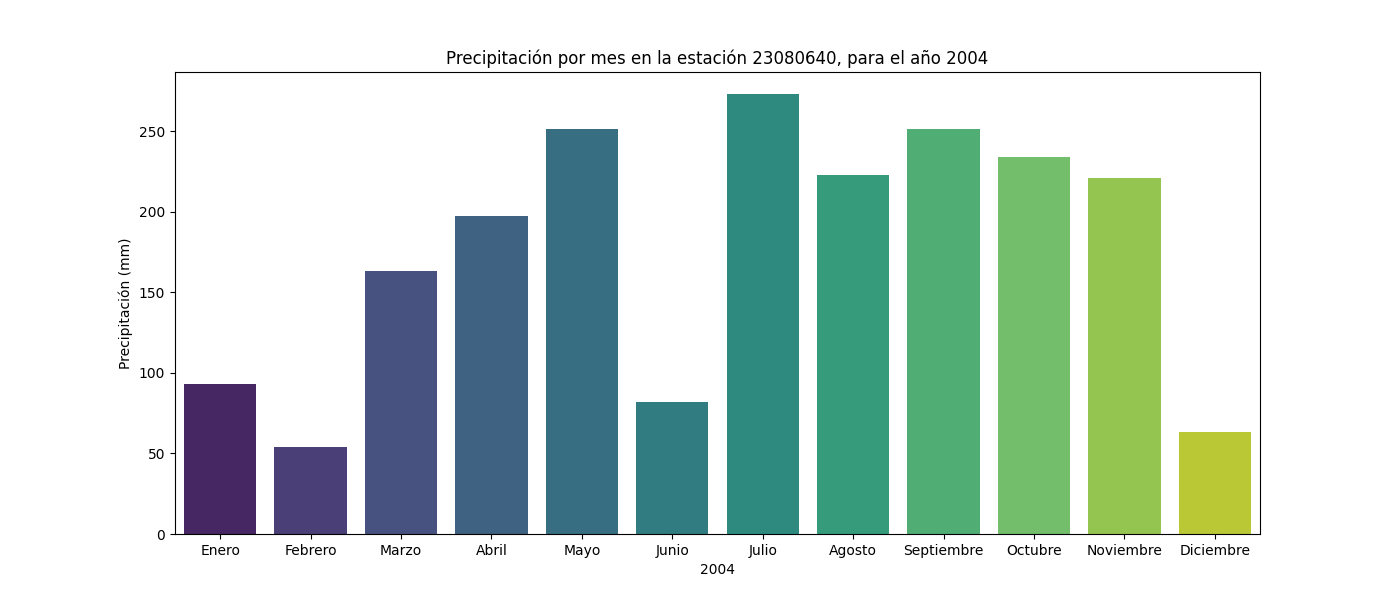 Precipitación por mes en la estación 23080640, para el año 2004
Precipitación (mm)
250
200
150
100
50
0
Enero Febrero Marzo Abril Mayo Junio Julio Agosto Septiembre Octubre Noviembre Diciembre
2004